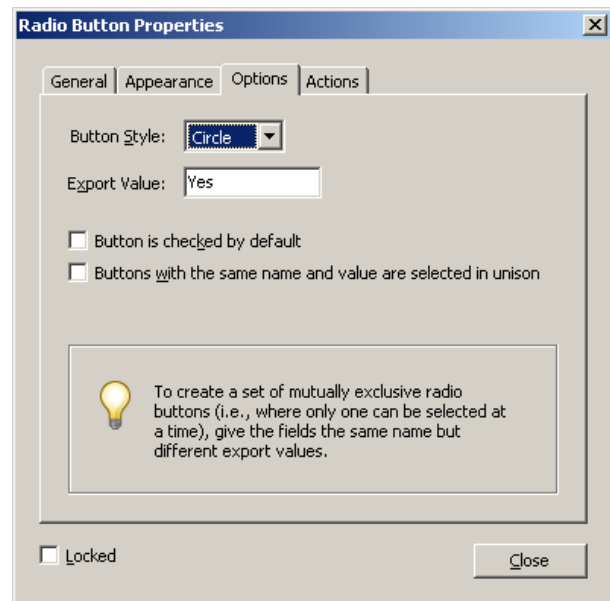 Radio Button Properties
General Appearance Options Actions
Button Style: Circle
Export Value: Yes
Button is checked by default
Buttons with the same name and value are selected in unison
To create a set of mutually exclusive radio
buttons (i.e., where only one can be selected at
a time), give the fields the same name but
different export values.
Locked
Close